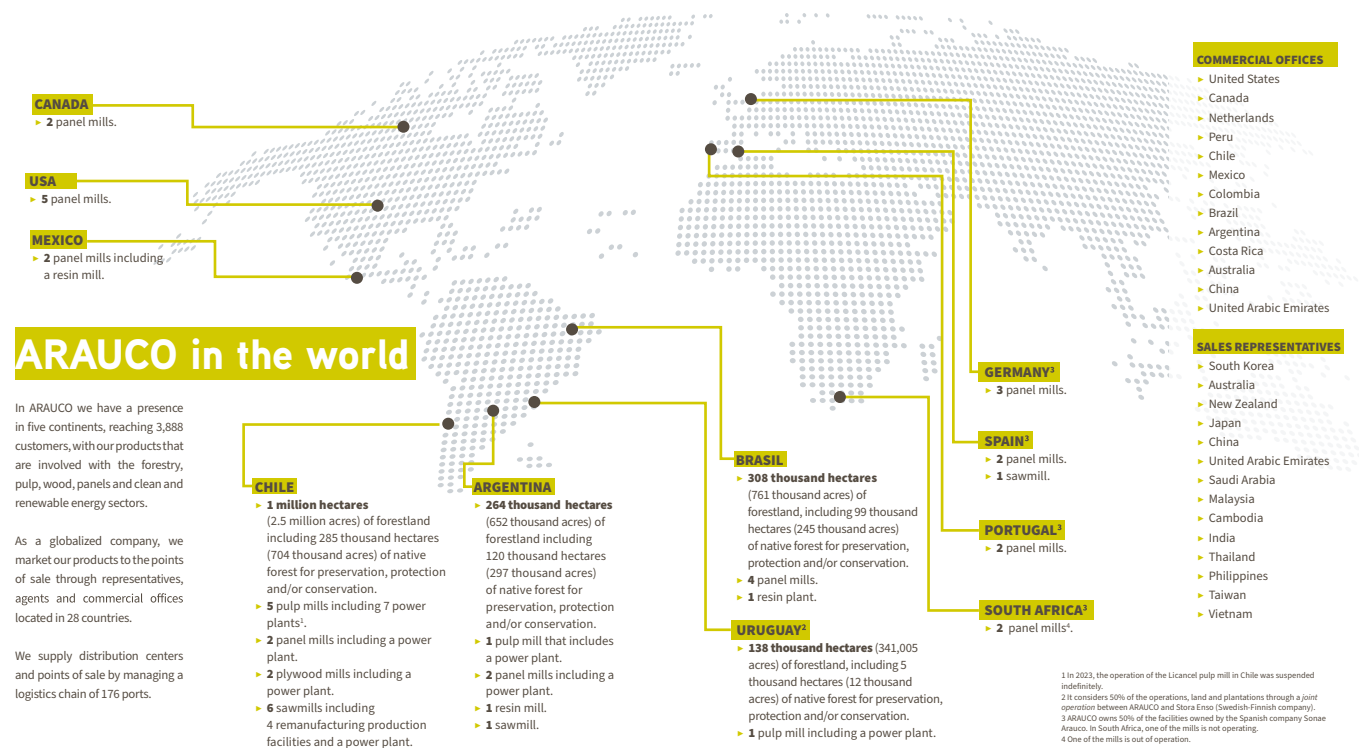 CANADA
► 2 panel mills.
USA
► 5 panel mills.
MEXICO
► 2 panel mills including
a resin mill.
ARAUCO in the world
In ARAUCO we have a presence
in five continents, reaching 3,888
customers, with our products that
are involved with the forestry,
pulp, wood, panels and clean and
renewable energy sectors.
As a globalized company, we
market our products to the points
of sale through representatives,
agents and commercial offices
located in 28 countries.
We supply distribution centers
and points of sale by managing a
logistics chain of 176 ports.
CHILE
► 1 million hectares
(2.5 million acres) of forestland
including 285 thousand hectares
(704 thousand acres) of native
forest for preservation, protection
and/or conservation.
► 5 pulp mills including 7 power
plants1.
► 2 panel mills including a power
plant.
► 2 plywood mills including a
power plant.
► 6 sawmills including
4 remanufacturing production
facilities and a power plant.
ARGENTINA
► 264 thousand hectares
(652 thousand acres) of
forestland including
120 thousand hectares
(297 thousand acres)
of native forest for
preservation, protection
and/or conservation.
► 1 pulp mill that includes
a power plant.
► 2 panel mills including a
power plant.
► 1 resin mill.
► 1 sawmill.
BRASIL
► 308 thousand hectares
(761 thousand acres) of
forestland, including 99 thousand
hectares (245 thousand acres)
of native forest for preservation,
protection and/or conservation.
► 4 panel mills.
► 1 resin plant.
URUGUAY2
► 138 thousand hectares (341,005
acres) of forestland, including 5
thousand hectares (12 thousand
acres) of native forest for preservation,
protection and/or conservation.
► 1 pulp mill including a power plant.
GERMANY3
► 3 panel mills.
SPAIN3
► 2 panel mills.
► 1 sawmill.
PORTUGAL3
► 2 panel mills.
SOUTH AFRICA3
► 2 panel mills4.
COMMERCIAL OFFICES
► United States
► Canada
► Netherlands
► Peru
► Chile
► Mexico
► Colombia
► Brazil
► Argentina
► Costa Rica
► Australia
► China
► United Arabic Emirates
SALES REPRESENTATIVES
► South Korea
► Australia
► New Zealand
► Japan
► China
► United Arabic Emirates
► Saudi Arabia
► Malaysia
► Cambodia
► India
► Thailand
► Philippines
► Taiwan
► Vietnam
1 In 2023, the operation of the Licancel pulp mill in Chile was suspended
indefinitely.
2 It considers 50% of the operations, land and plantations through a joint
operation between ARAUCO and Stora Enso (Swedish-Finnish company).
3 ARAUCO owns 50% of the facilities owned by the Spanish company Sonae
Arauco. In South Africa, one of the mills is not operating.
4 One of the mills is out of operation.